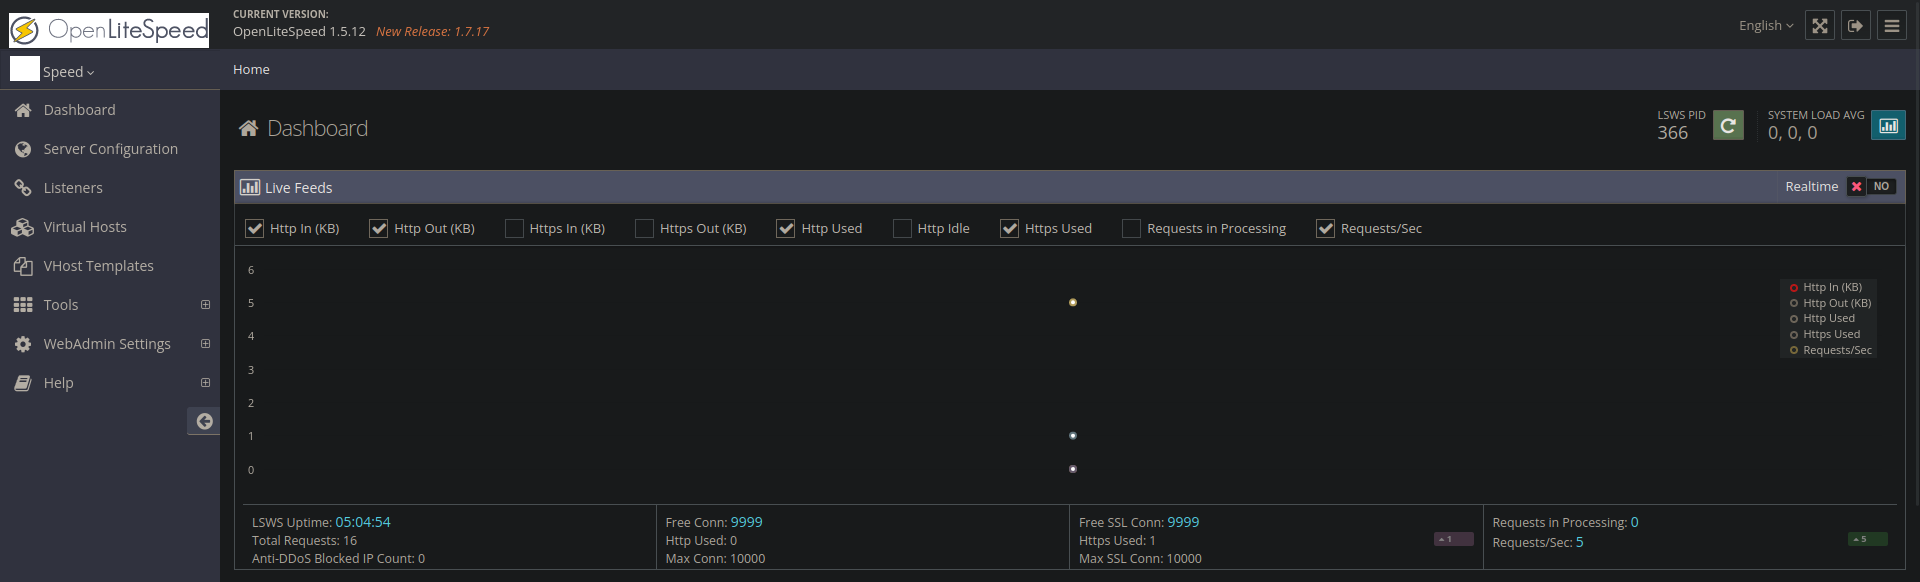 OpenLiteSpeed
CURRENT VERSION:
OpenLiteSpeed 1.5.12 New Release: 1.7.17
English
Speed
Home
Dashboard
Server Configuration
Listeners
Virtual Hosts
VHost Templates
Tools
WebAdmin Settings
Help
Dashboard
LSWS PID
366
SYSTEM LOAD AVG
0, 0, 0
Live Feeds
Realtime NO
Http In (KB) Http Out (KB) Https In (KB) Https Out (KB) Http Used Http Idle Https Used Requests in Processing Requests/Sec
6
5
4
3
2
1
0
Http In (KB)
Http Out (KB)
Http Used
Https Used
Requests/Sec
LSWS Uptime: 05:04:54
Total Requests: 16
Anti-DDoS Blocked IP Count: 0
Free Conn: 9999
Http Used: 0
Max Conn: 10000
Free SSL Conn: 9999
Https Used: 1
Max SSL Conn: 10000
1
Requests in Processing: 0
Requests/Sec: 5
5